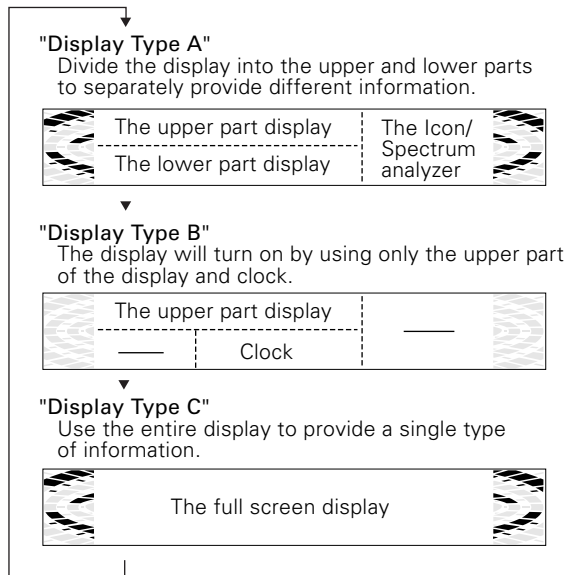 "Display Type A"
Divide the display into the upper and lower parts
to separately provide different information.
The upper part display
The lower part display
The Icon/
Spectrum
analyzer
"Display Type B"
The display will turn on by using only the upper part
of the display and clock.
The upper part display
Clock
"Display Type C"
Use the entire display to provide a single type
of information.
The full screen display